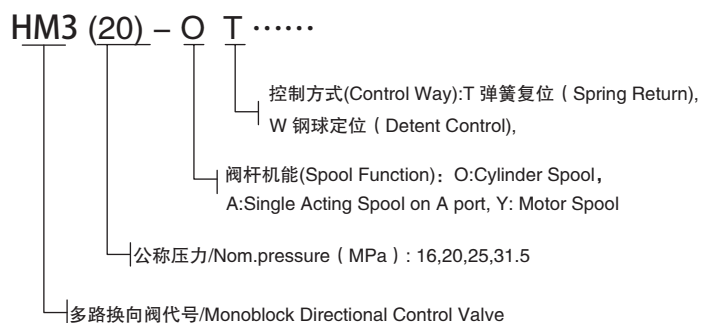 HM3 (20) – O T ……
控制方式(Control Way):T 弹簧复位（Spring Return),
W 钢球定位（Detent Control),
阀杆机能(Spool Function)：O:Cylinder Spool，
A:Single Acting Spool on A port, Y: Motor Spool
公称压力/Nom.pressure（MPa）: 16,20,25,31.5
多路换向阀代号/Monoblock Directional Control Valve